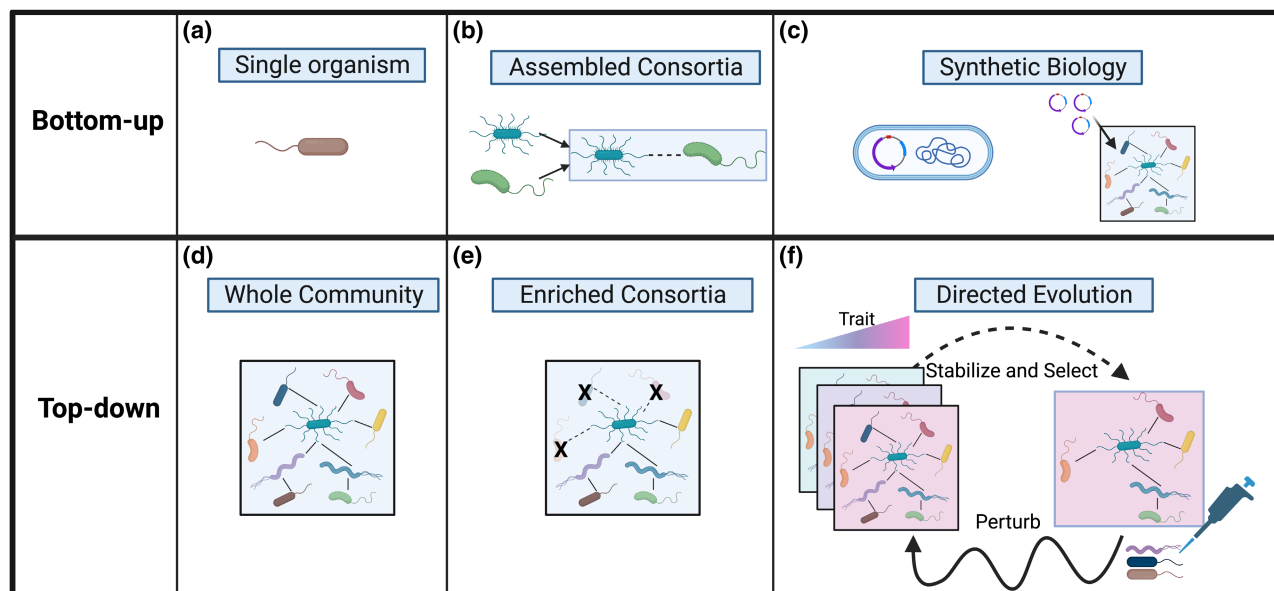 (a)
Single organism
(b)
Assembled Consortia
(c)
Synthetic Biology
Bottom-up
(d)
Whole Community
(e)
Enriched Consortia
X
X
X
(f)
Directed Evolution
Trait
Stabilize and Select
Perturb
Top-down